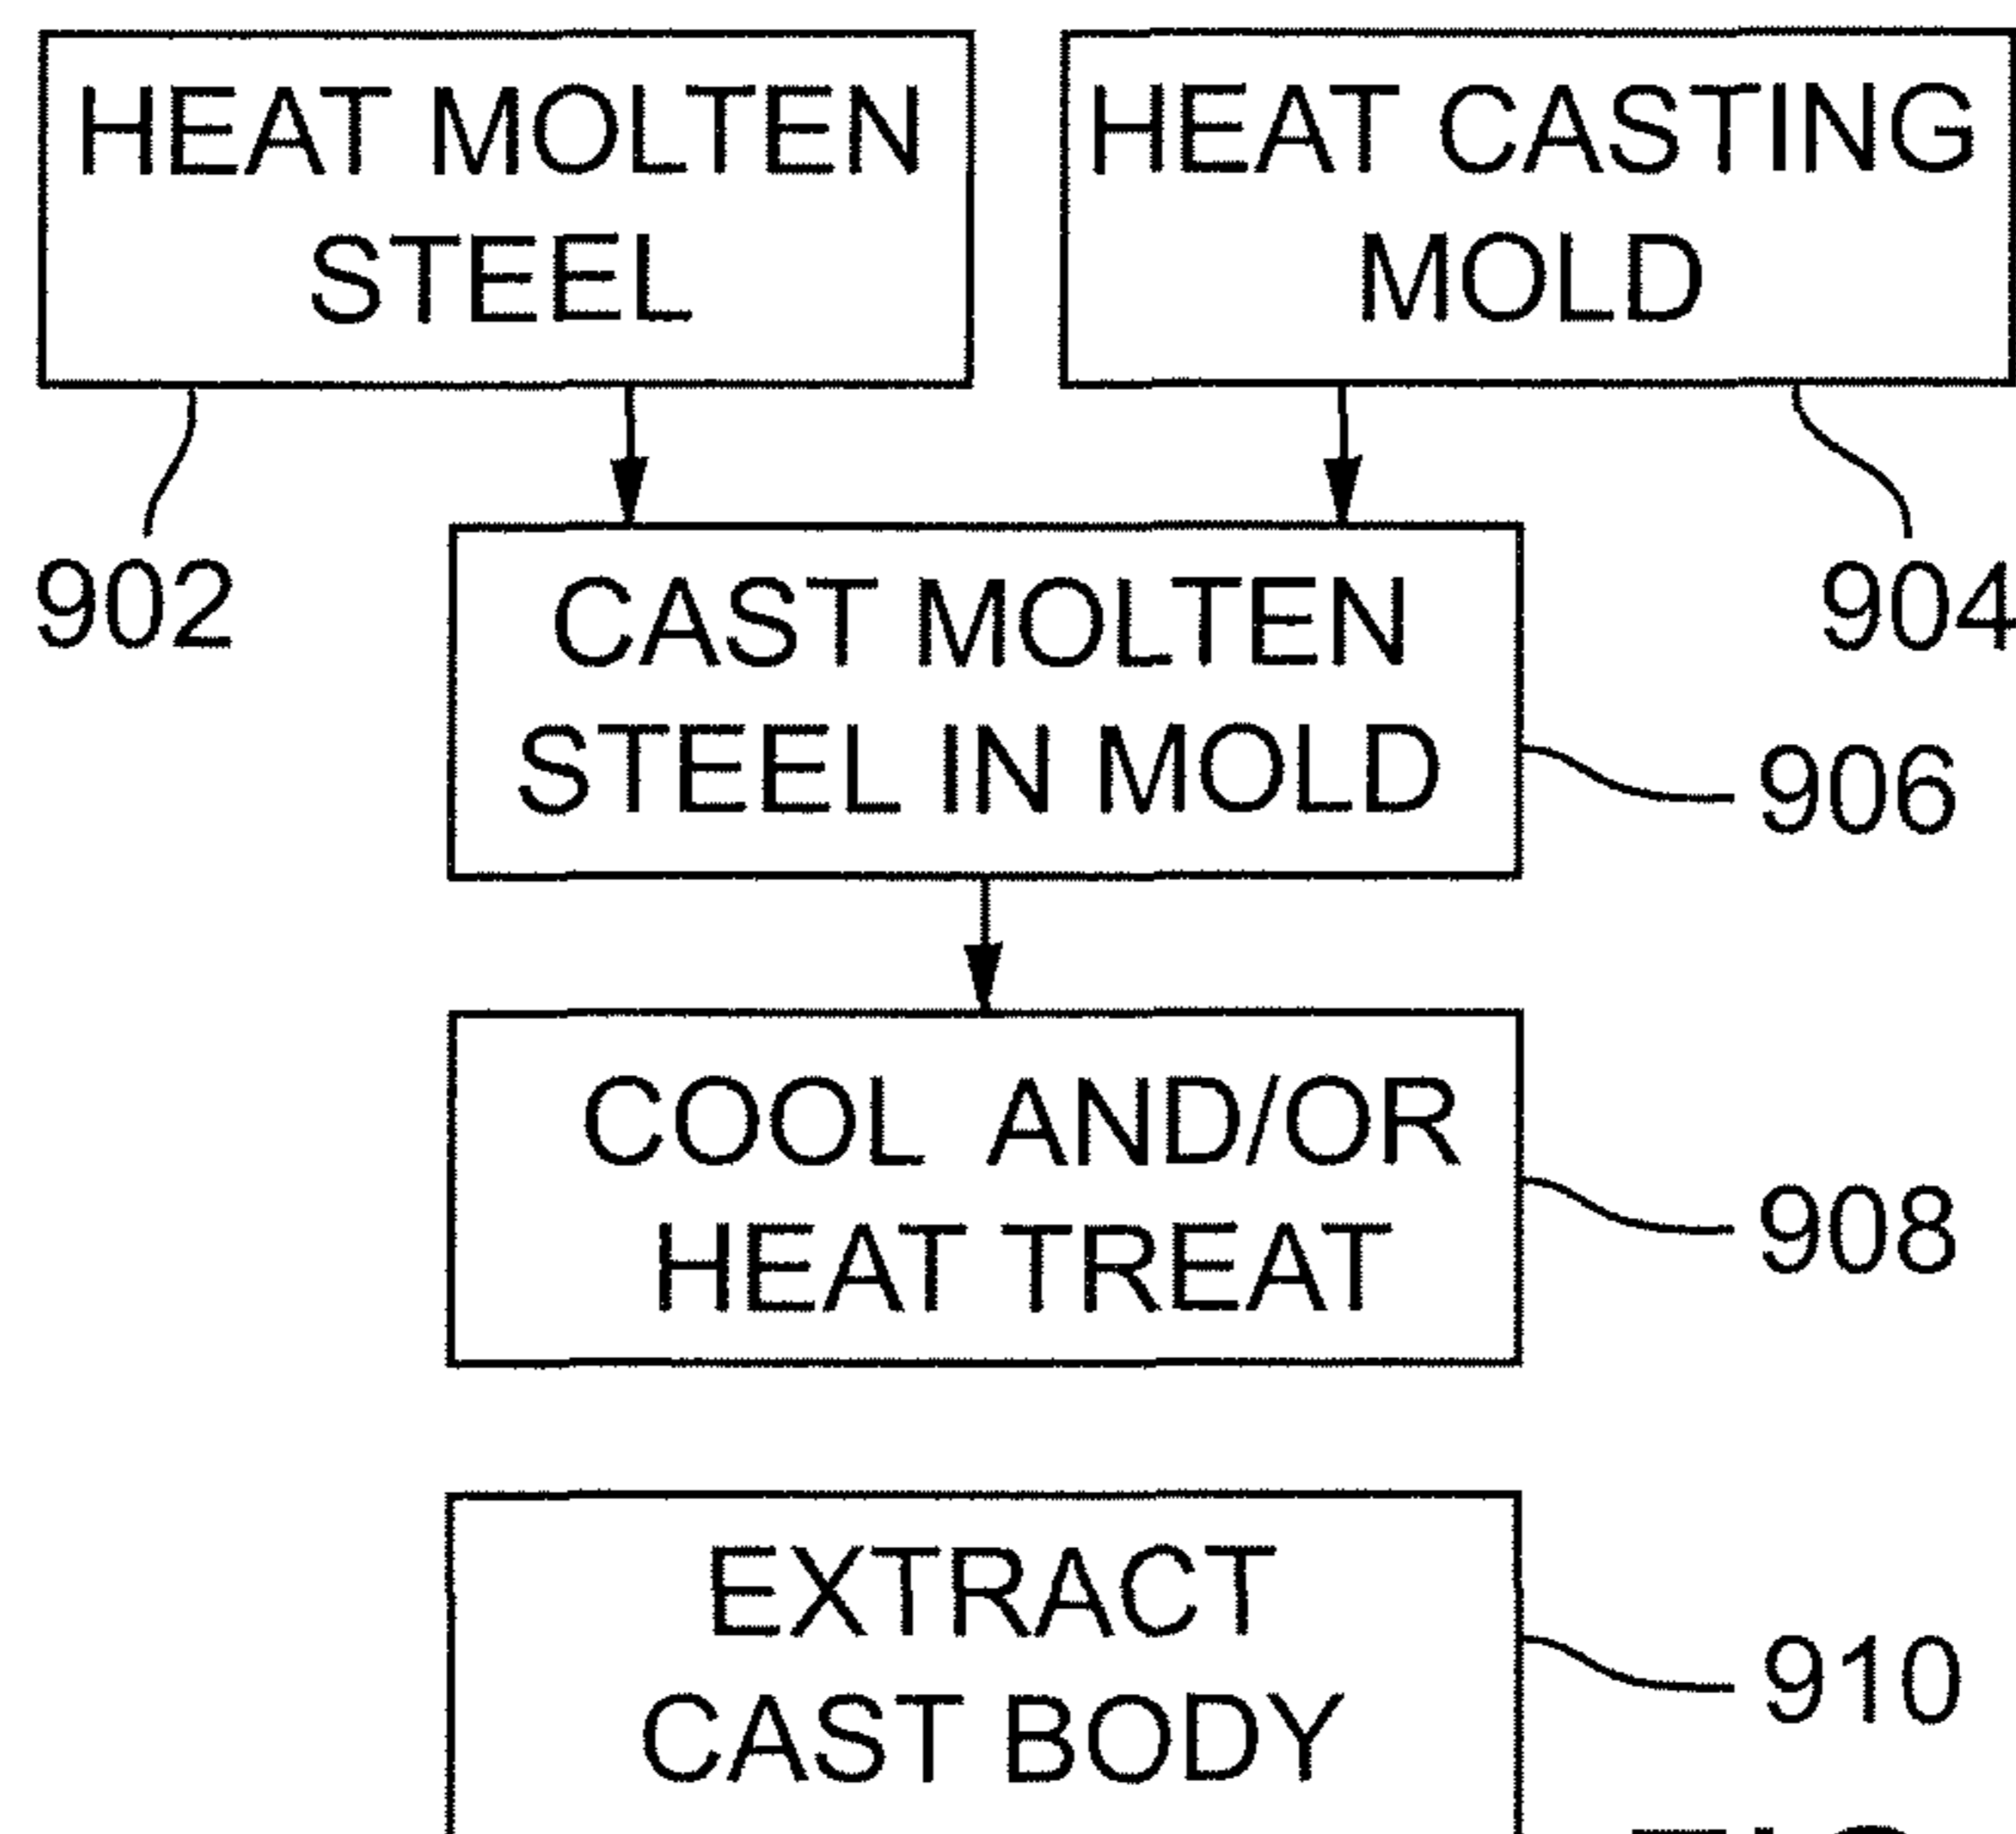 HEAT MOLTEN
STEEL
HEAT CASTING
MOLD
902
904
CAST MOLTEN
STEEL IN MOLD
906
COOL AND/OR
HEAT TREAT
908
EXTRACT
CAST BODY
910